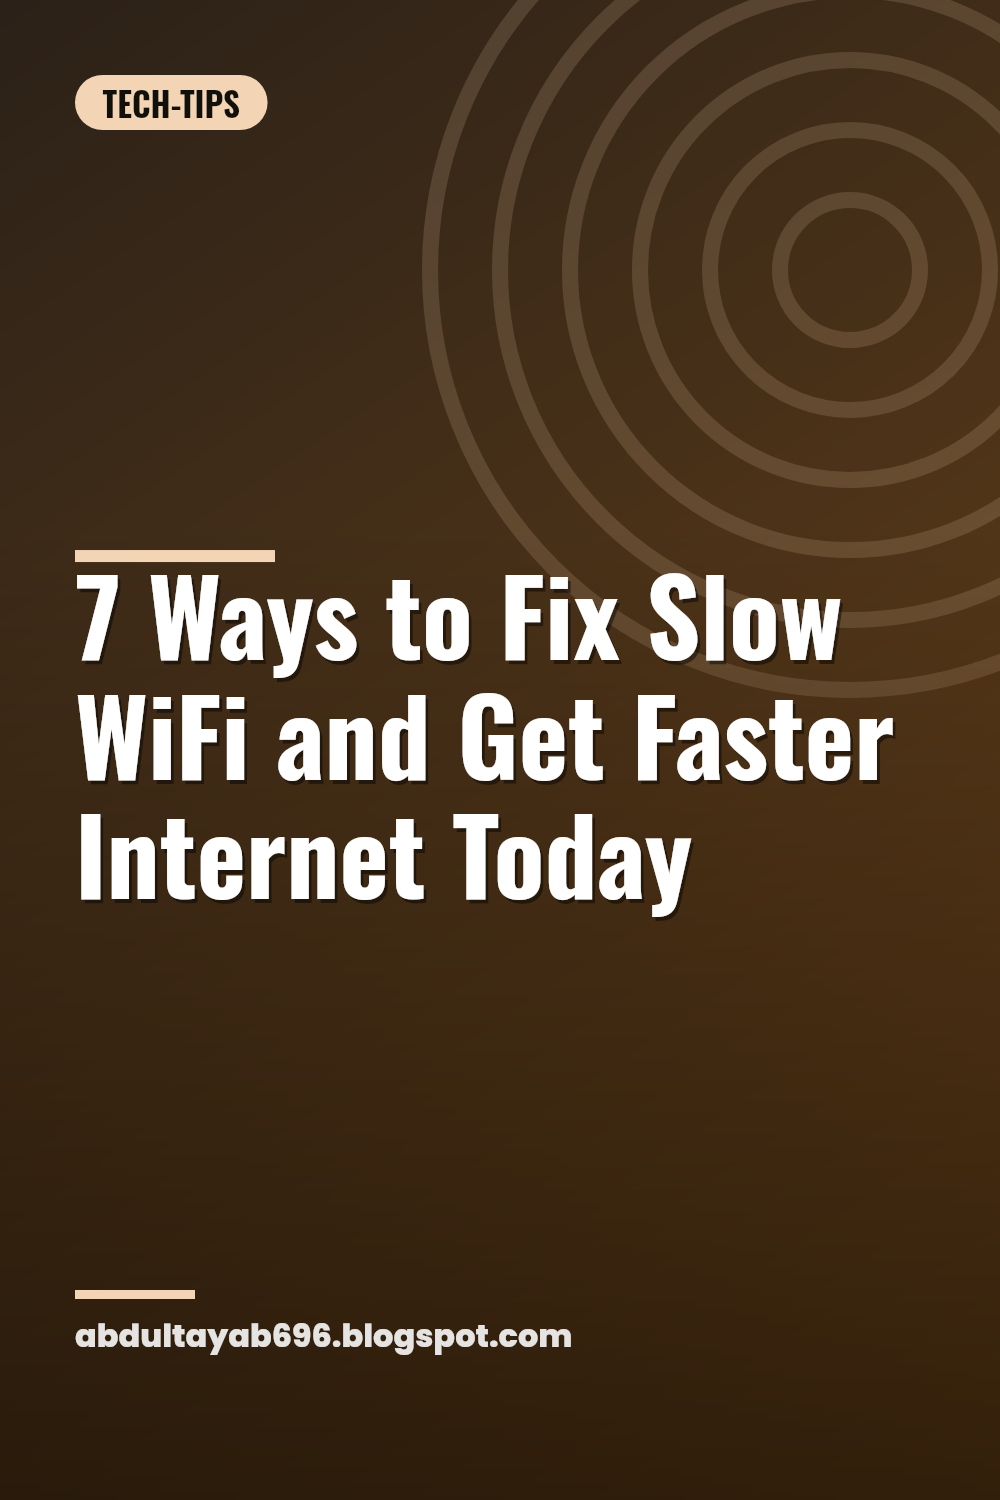 TECH-TIPS
7 Ways to Fix Slow
WiFi and Get Faster
Internet Today
abdultayab696.blogspot.com